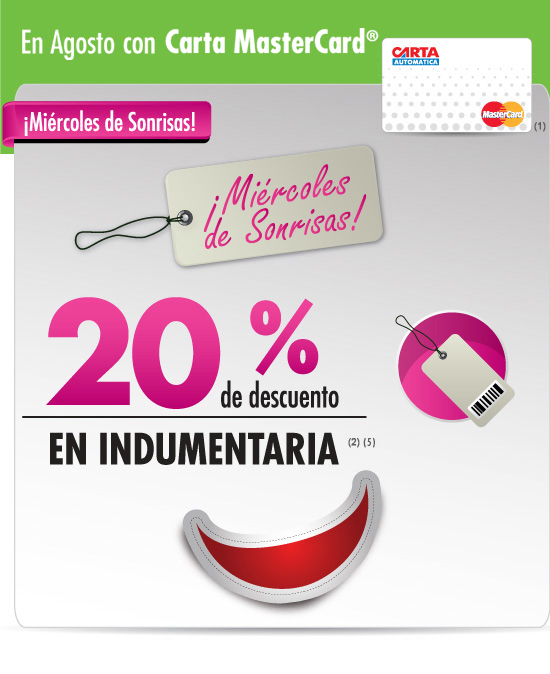 En Agosto con Carta MasterCard®
CARTA
AUTOMATICA
MasterCard
(1)
¡Miércoles de Sonrisas!
¡Miércoles
de Sonrisas!
20 %
de descuento
EN INDUMENTARIA (2) (5)